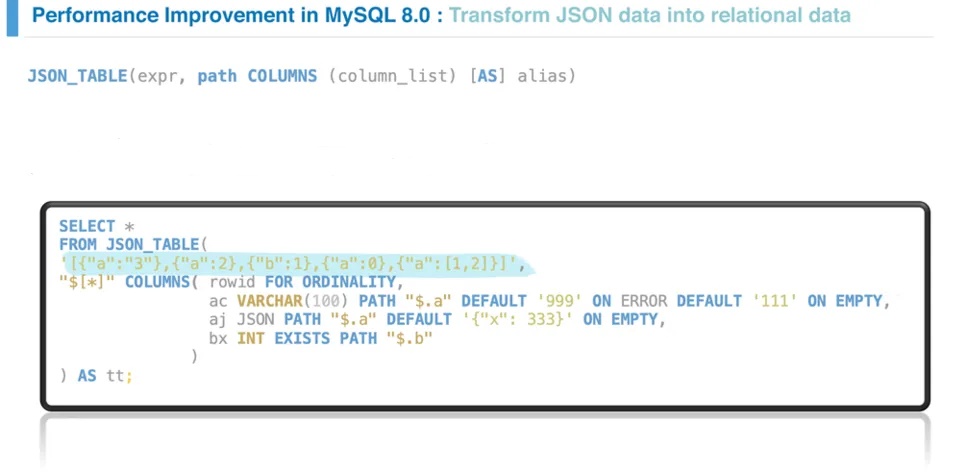 Performance Improvement in MySQL 8.0 : Transform JSON data into relational data
JSON_TABLE(expr, path COLUMNS (column_list) [AS] alias)
SELECT *
FROM JSON_TABLE(
'[{"a":"3"},{"a":2},{"b":1},{"a":0},{"a":[1,2]}]',
"$[*]" COLUMNS( rowid FOR ORDINALITY,
ac VARCHAR(100) PATH "$.a" DEFAULT '999' ON ERROR DEFAULT '111' ON EMPTY,
aj JSON PATH "$.a" DEFAULT '{"x": 333}' ON EMPTY,
bx INT EXISTS PATH "$.b"
)
) AS tt;